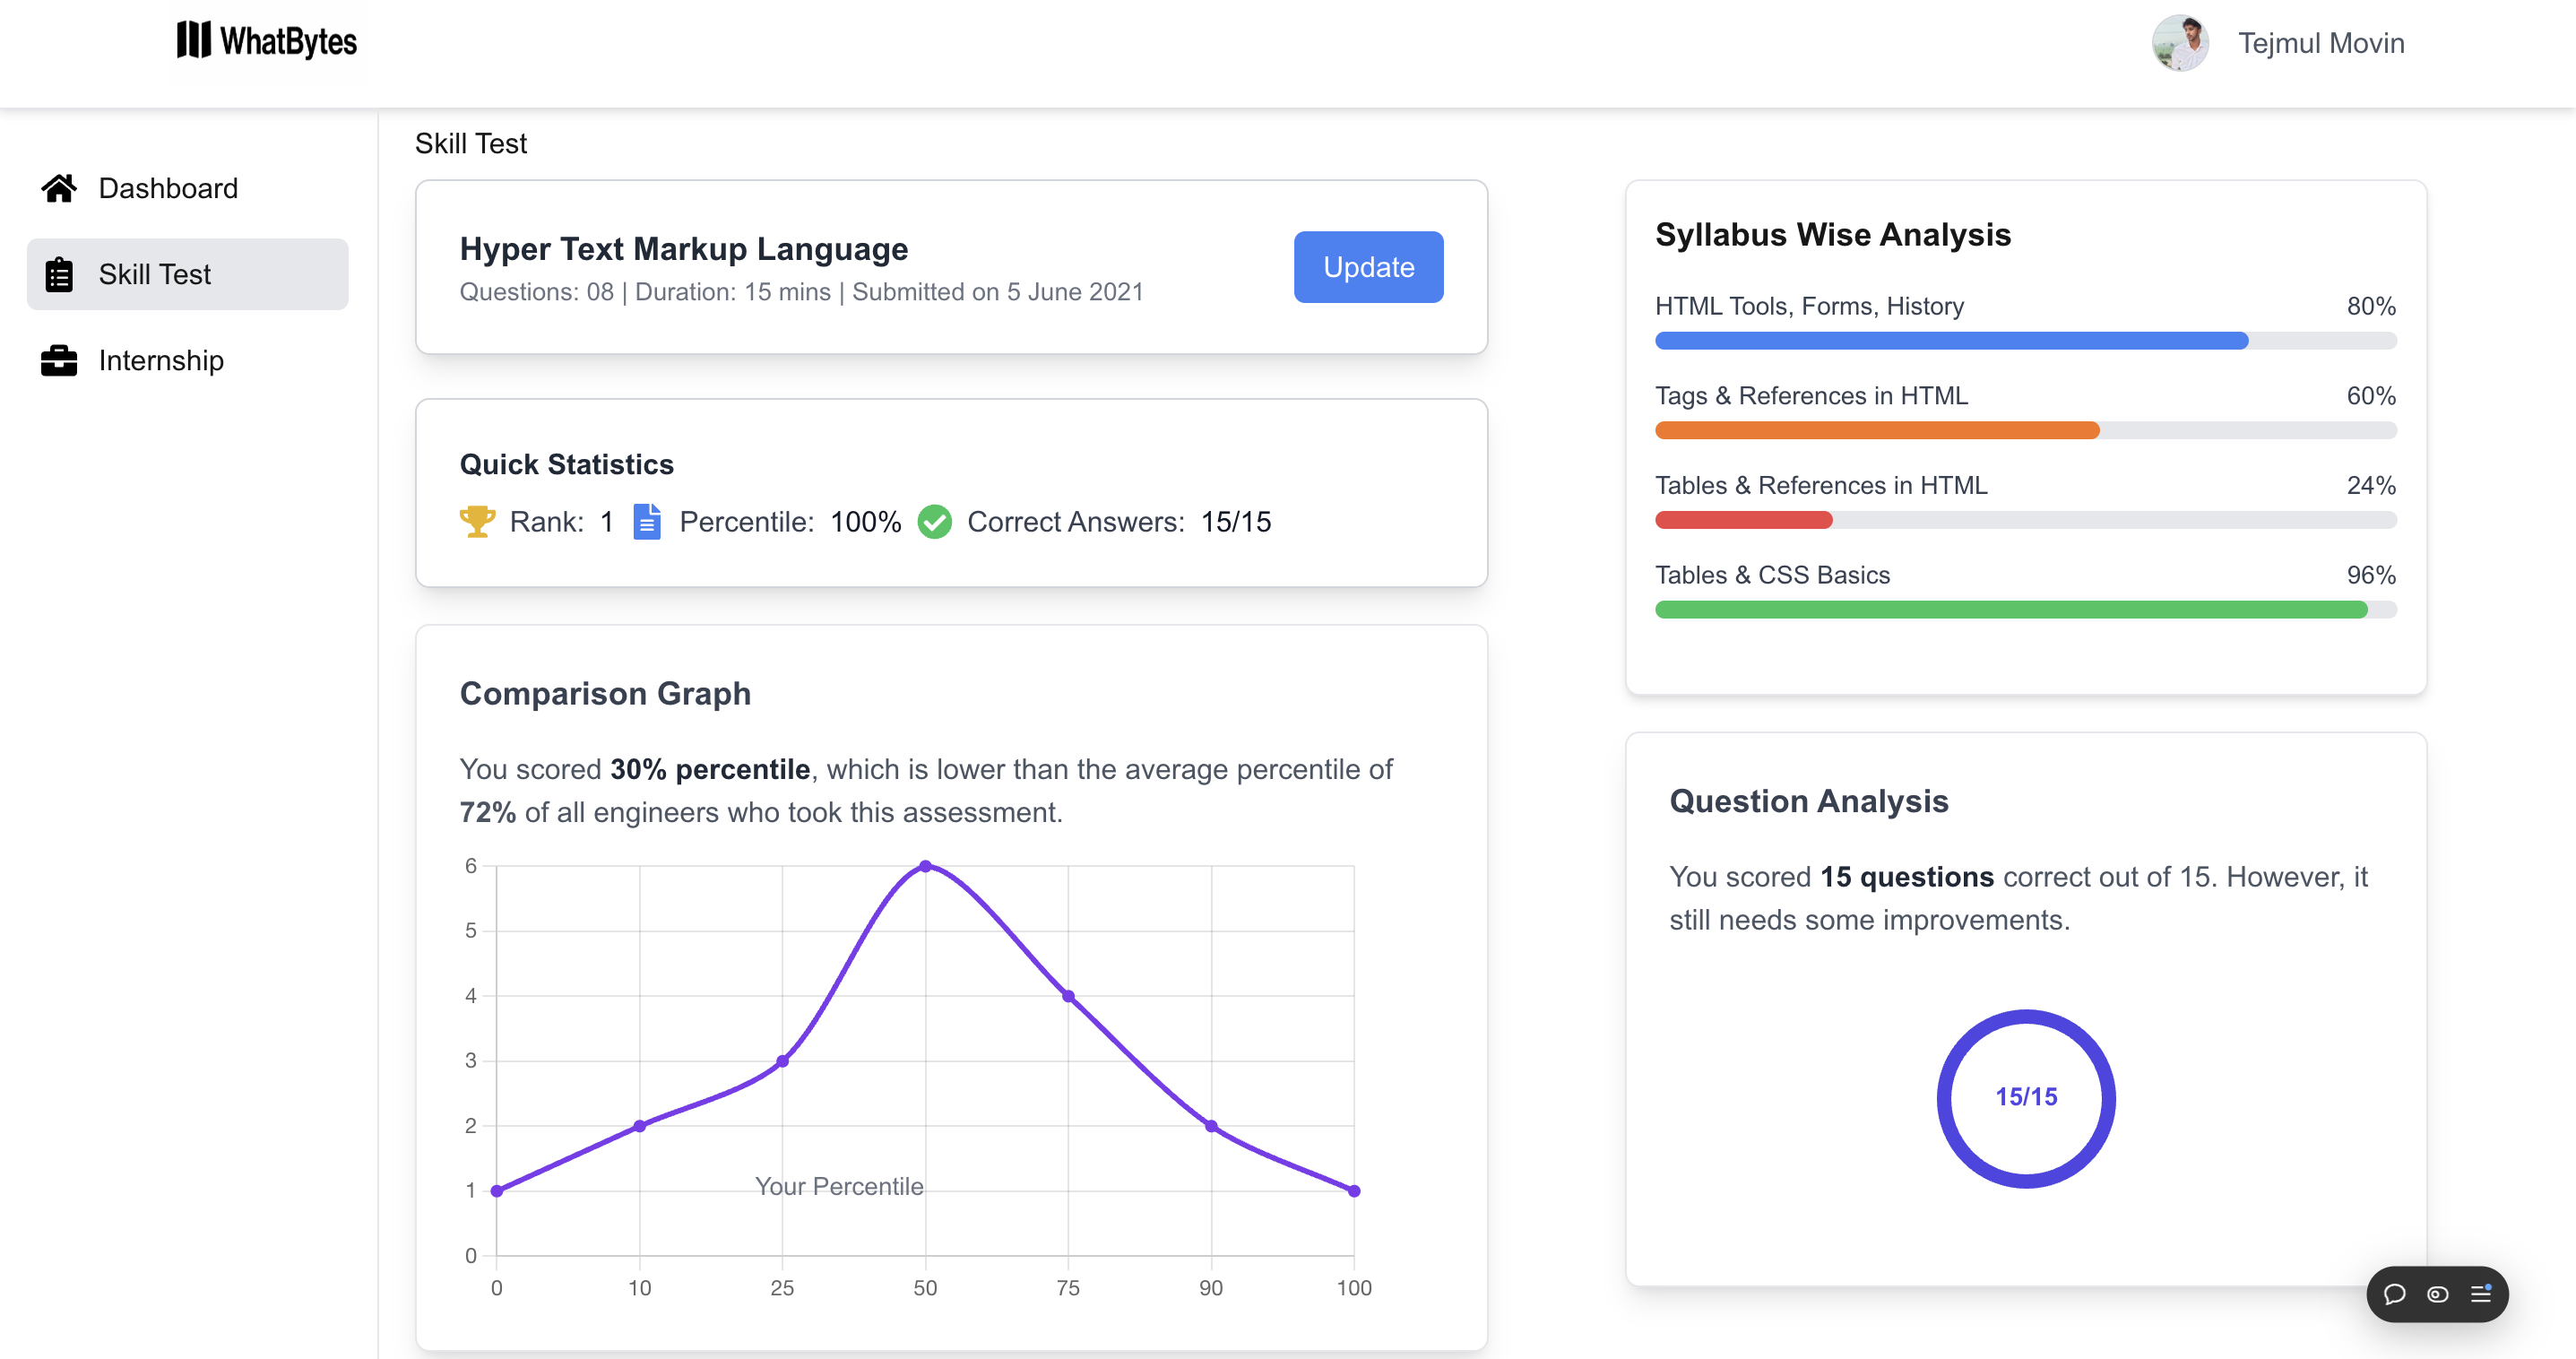 WhatBytes
Tejmul Movin
Dashboard
Skill Test
Internship
Skill Test
Hyper Text Markup Language
Questions: 08 | Duration: 15 mins | Submitted on 5 June 2021
Update
Quick Statistics
Rank: 1 Percentile: 100% Correct Answers: 15/15
Comparison Graph
You scored 30% percentile, which is lower than the average percentile of
72% of all engineers who took this assessment.
6
5
4
3
2
1
0
Your Percentile
0 10 25 50 75 90 100
Syllabus Wise Analysis
HTML Tools, Forms, History 80%
Tags & References in HTML 60%
Tables & References in HTML 24%
Tables & CSS Basics 96%
Question Analysis
You scored 15 questions correct out of 15. However, it
still needs some improvements.
15/15